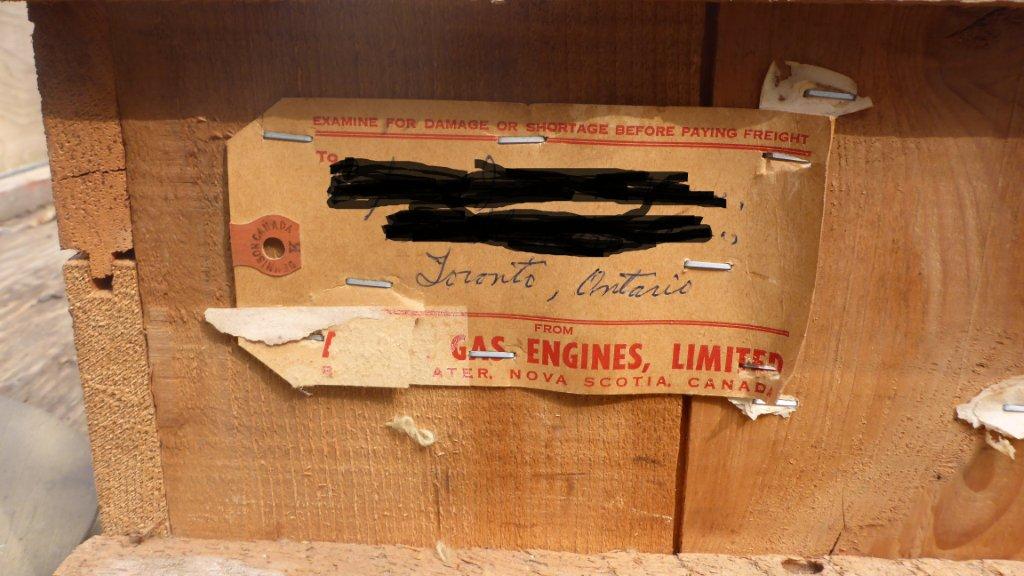 EXAMINE FOR DAMAGE OR SHORTAGE BEFORE PAYING FREIGHT
To
Toronto, Ontario
FROM
GAS ENGINES, LIMITED
ATER, NOVA SCOTIA, CANADA